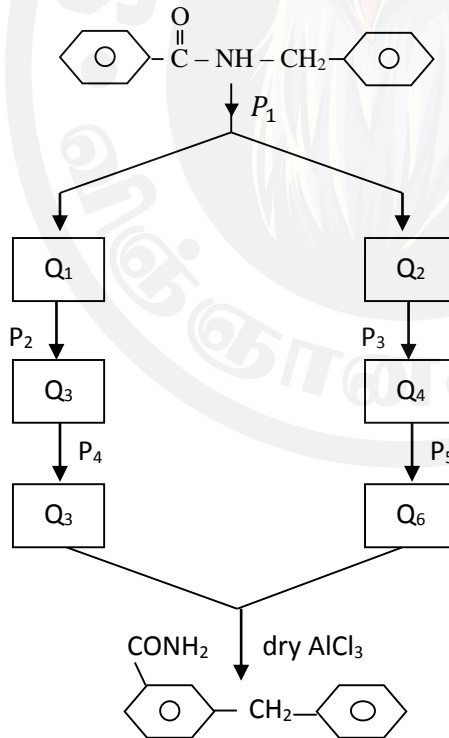 O
C – NH – CH₂
P₁
Q₁ Q₂
P₂ P₃
Q₃ Q₄
P₄ P₅
Q₃ Q₆
CONH₂ dry AlCl₃
CH₂